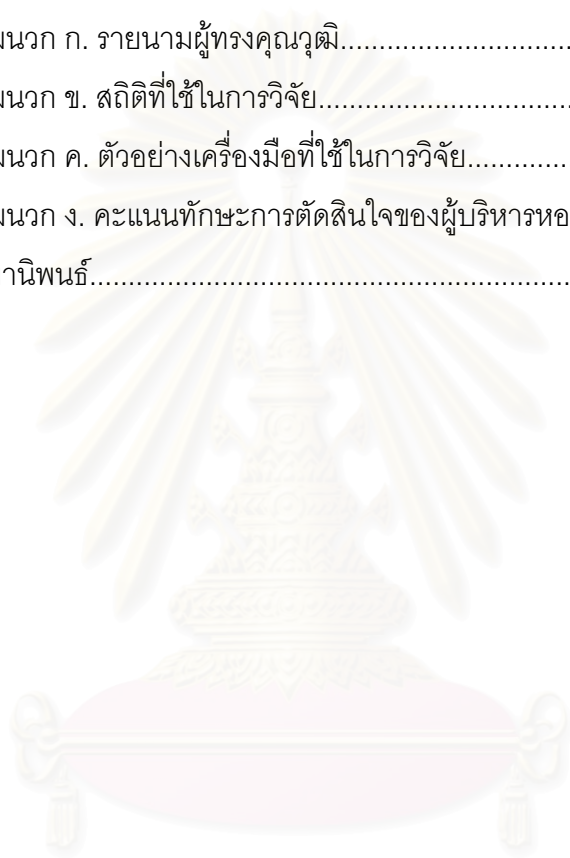 นวก ก. รายนามผู้ทรงคุณวุฒิ..............................
นวก ข. สถิติที่ใช้ในการวิจัย.................................
นวก ค. ตัวอย่างเครื่องมือที่ใช้ในการวิจัย.............
นวก ง. คะแนนทักษะการตัดสินใจของผู้บริหารหอ
านิพนธ์..............................................................